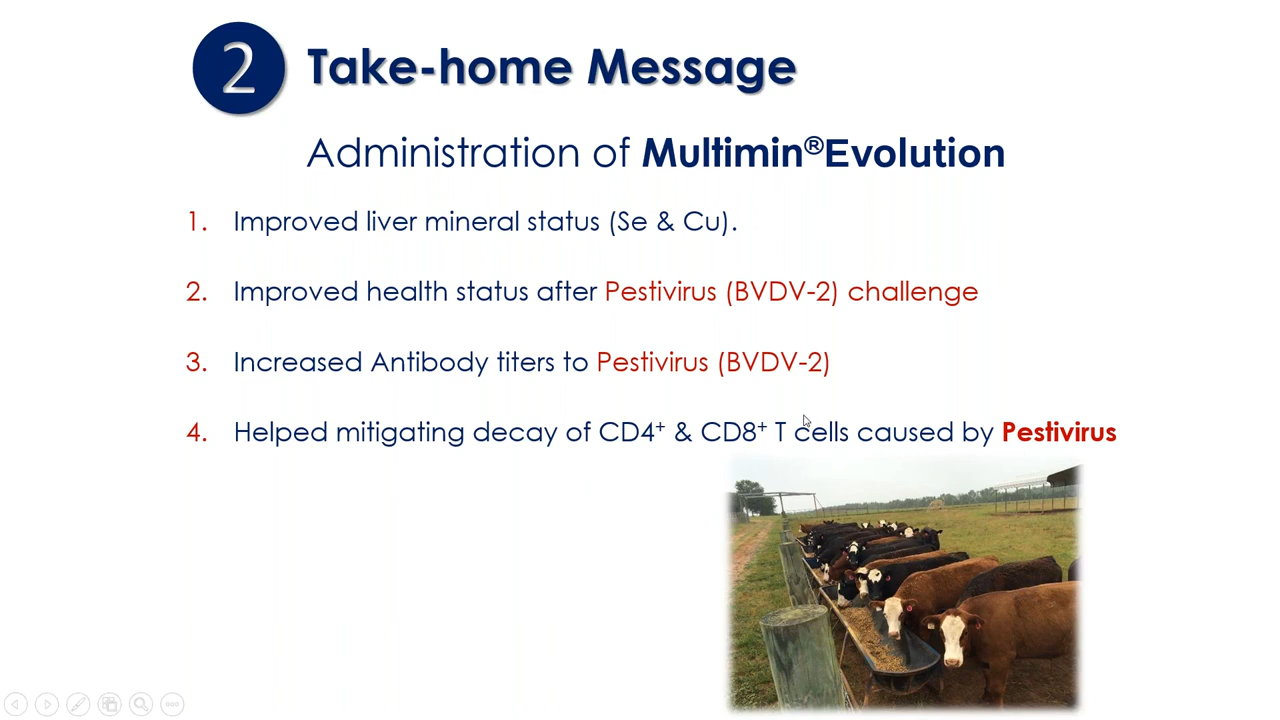 2 Take-home Message
Administration of Multimin®Evolution
1. Improved liver mineral status (Se & Cu).
2. Improved health status after Pestivirus (BVDV-2) challenge
3. Increased Antibody titers to Pestivirus (BVDV-2)
4. Helped mitigating decay of CD4⁺ & CD8⁺ T cells caused by Pestivirus